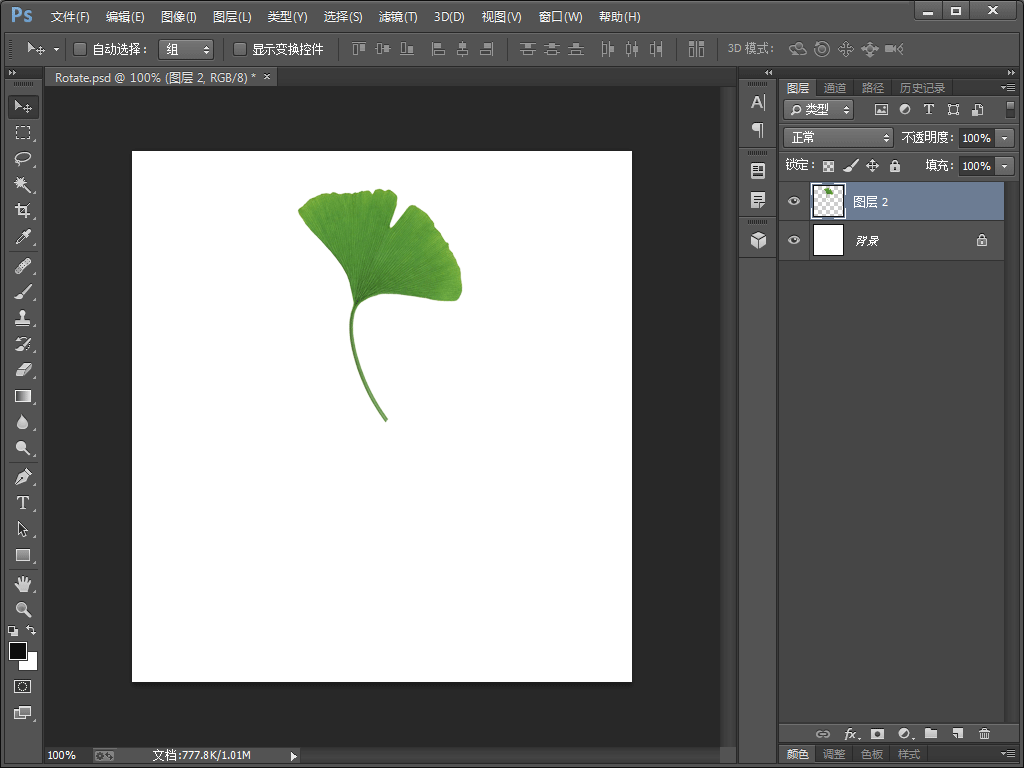 Ps 文件(F) 编辑(E) 图像(I) 图层(L) 类型(Y) 选择(S) 滤镜(T) 3D(D) 视图(V) 窗口(W) 帮助(H)
自动选择： 组 显示变换控件 3D 模式：
Rotate.psd @ 100% (图层 2, RGB/8) * ×
图层 通道 路径 历史记录
类型
正常 不透明度： 100%
锁定： 填充： 100%
图层 2
背景
100% 文档:777.8K/1.01M
颜色 调整 色板 样式